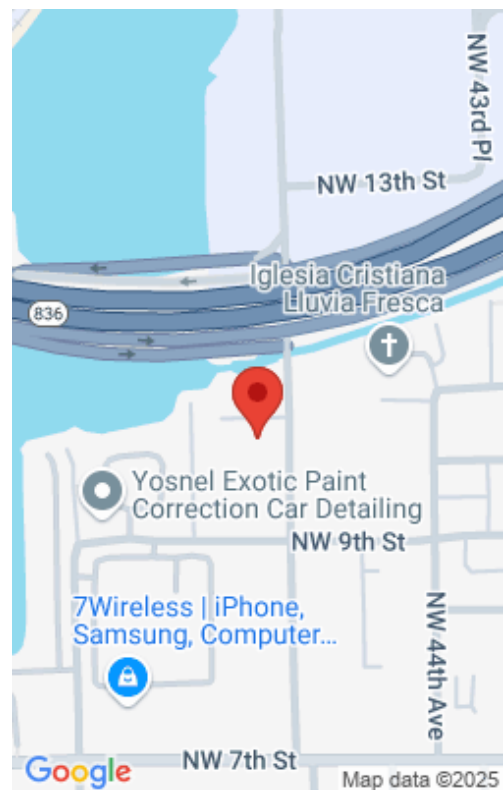 NW 43rd Pl
NW 13th St
Iglesia Cristiana
Lluvia Fresca
836
Yosnel Exotic Paint
Correction Car Detailing
NW 9th St
7Wireless | iPhone,
Samsung, Computer...
NW 44th Ave
NW 7th St
Google
Map data ©2025